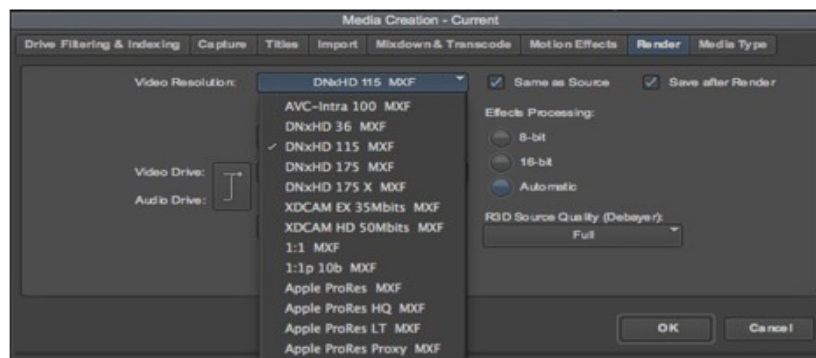 Media Creation - Current
Drive Filtering & Indexing Capture Titles Import Mixdown & Transcode Motion Effects Render Media Type
Video Resolution: DNxHD 115 MXF Same as Source Save after Render
AVC-Intra 100 MXF
Effects Processing:
DNxHD 36 MXF
8-bit
DNxHD 115 MXF
16-bit
Video Drive: DNxHD 175 MXF
DNxHD 175 X MXF Automatic
Audio Drive:
XDCAM EX 35Mbits MXF
R3D Source Quality (Debayer):
XDCAM HD 50Mbits MXF
Full
1:1 MXF
1:1p 10b MXF
Apple ProRes MXF
Apple ProRes HQ MXF
Apple ProRes LT MXF
OK Cancel
Apple ProRes Proxy MXF